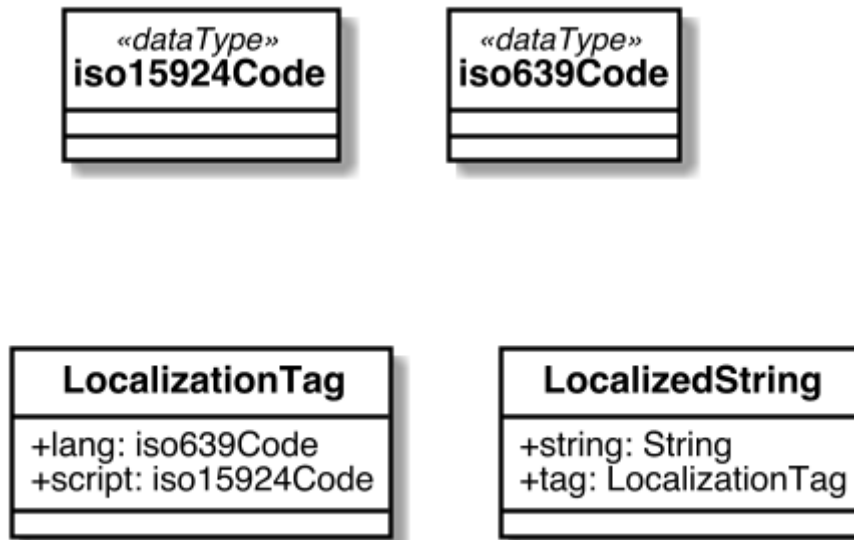 «dataType»
iso15924Code
«dataType»
iso639Code
LocalizationTag
+lang: iso639Code
+script: iso15924Code
LocalizedString
+string: String
+tag: LocalizationTag